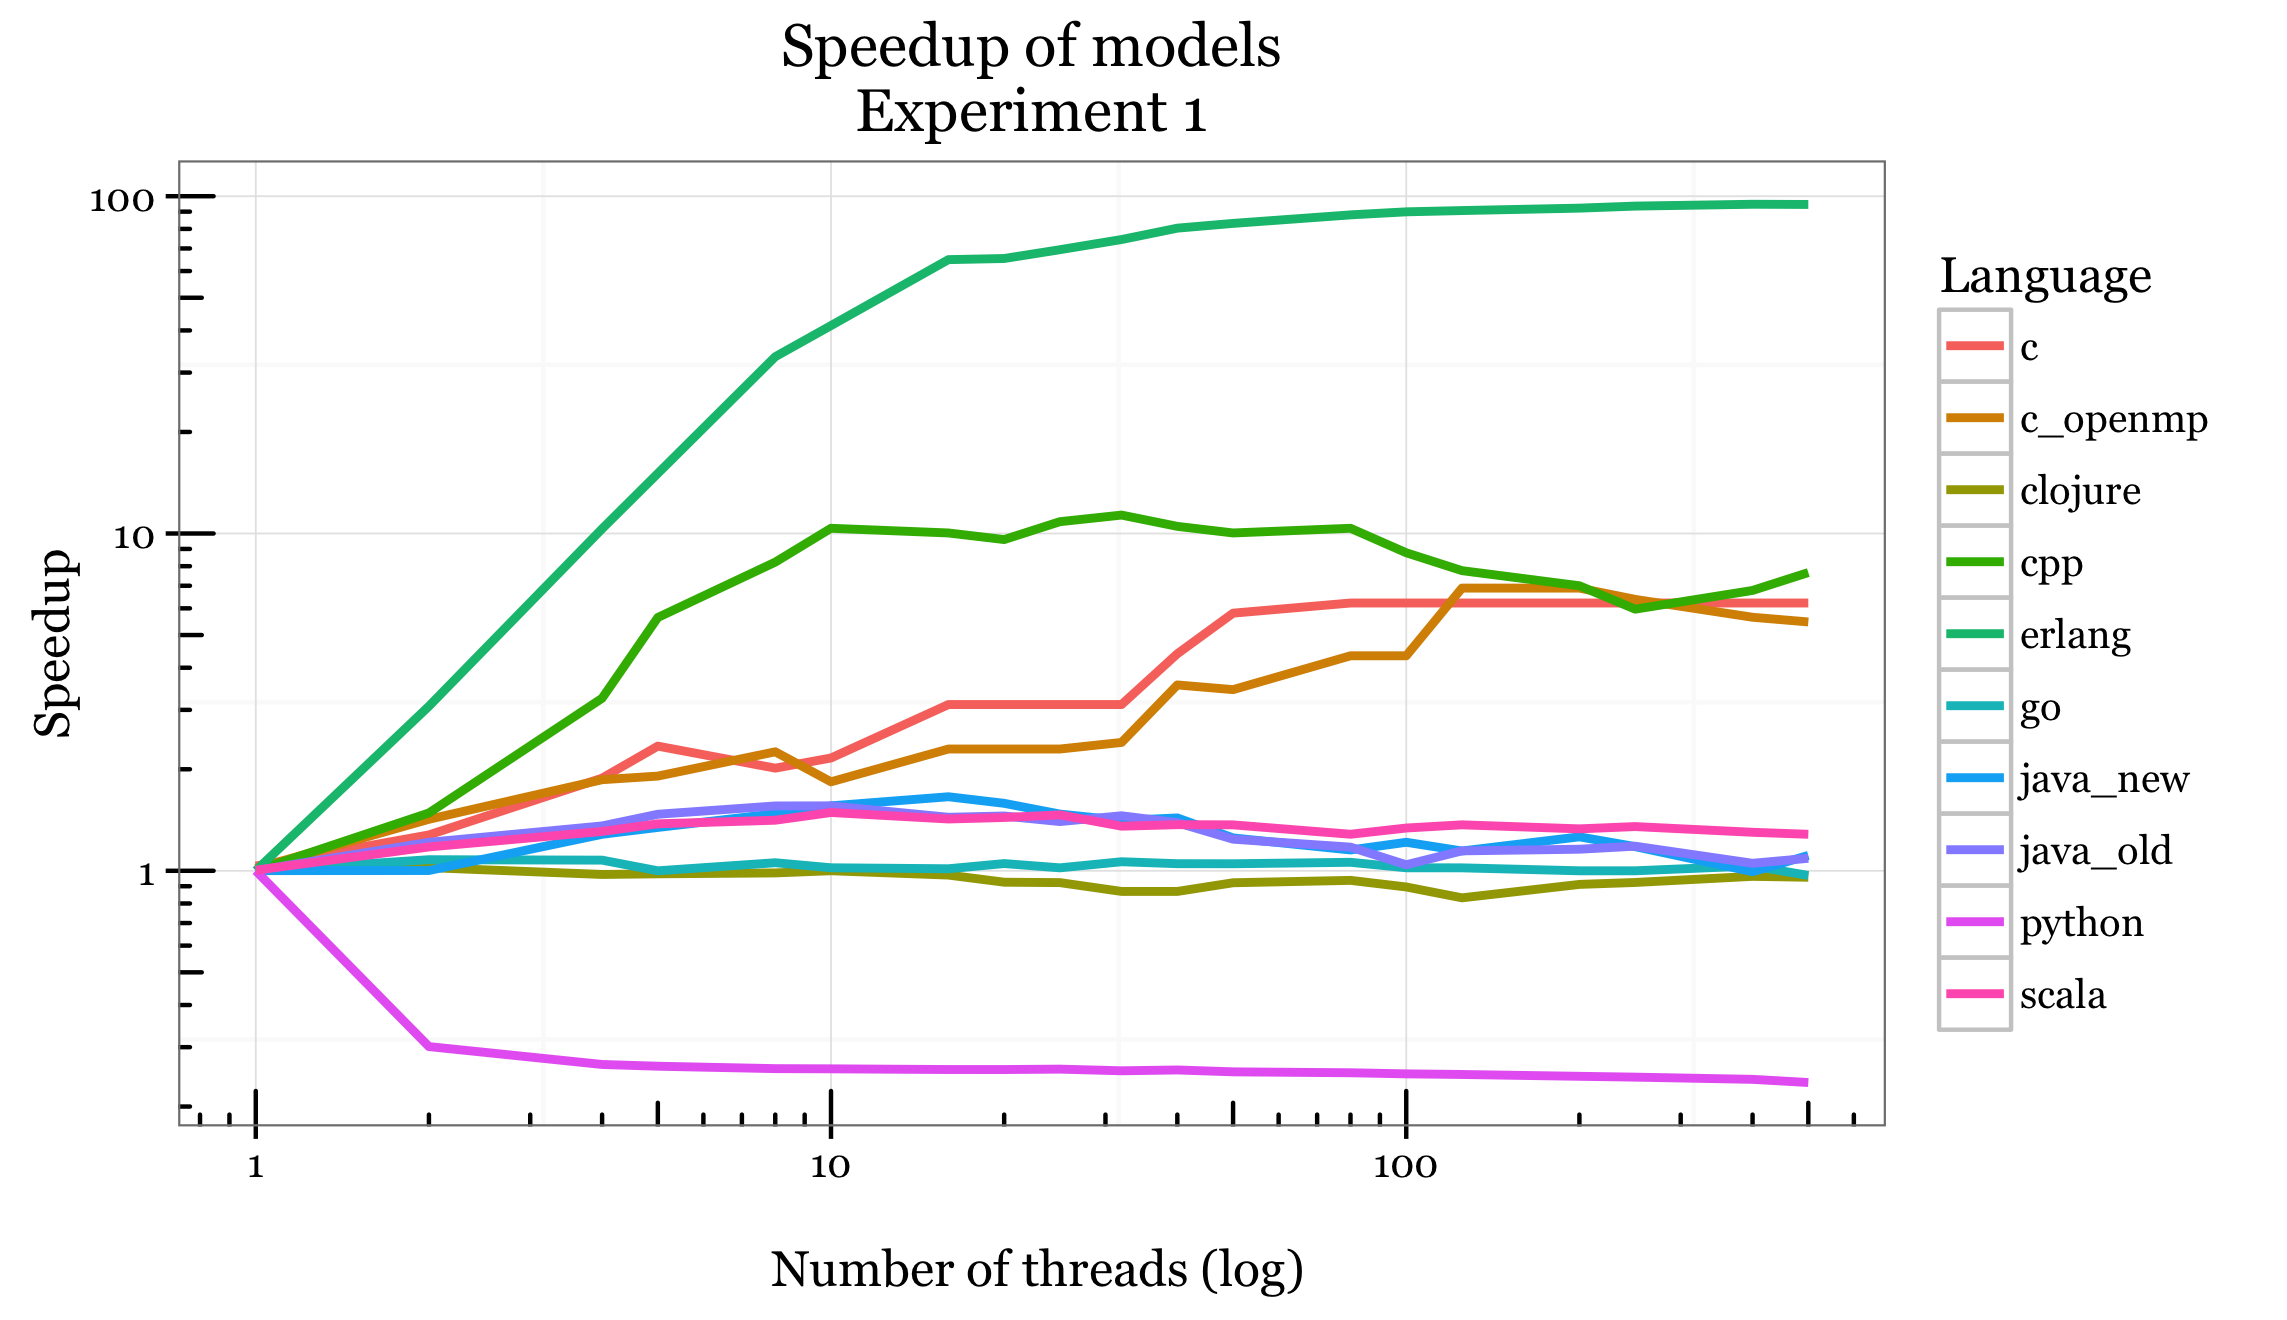 Speedup of models
Experiment 1
100
10
1
Speedup
1
10
100
Number of threads (log)
Language
c
c_openmp
clojure
cpp
erlang
go
java_new
java_old
python
scala